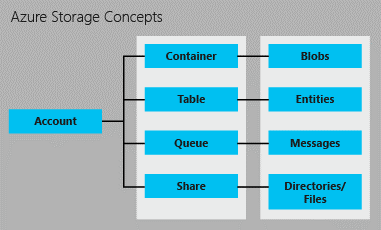 Azure Storage Concepts
Container
Blobs
Table
Entities
Account
Queue
Messages
Share
Directories/
Files